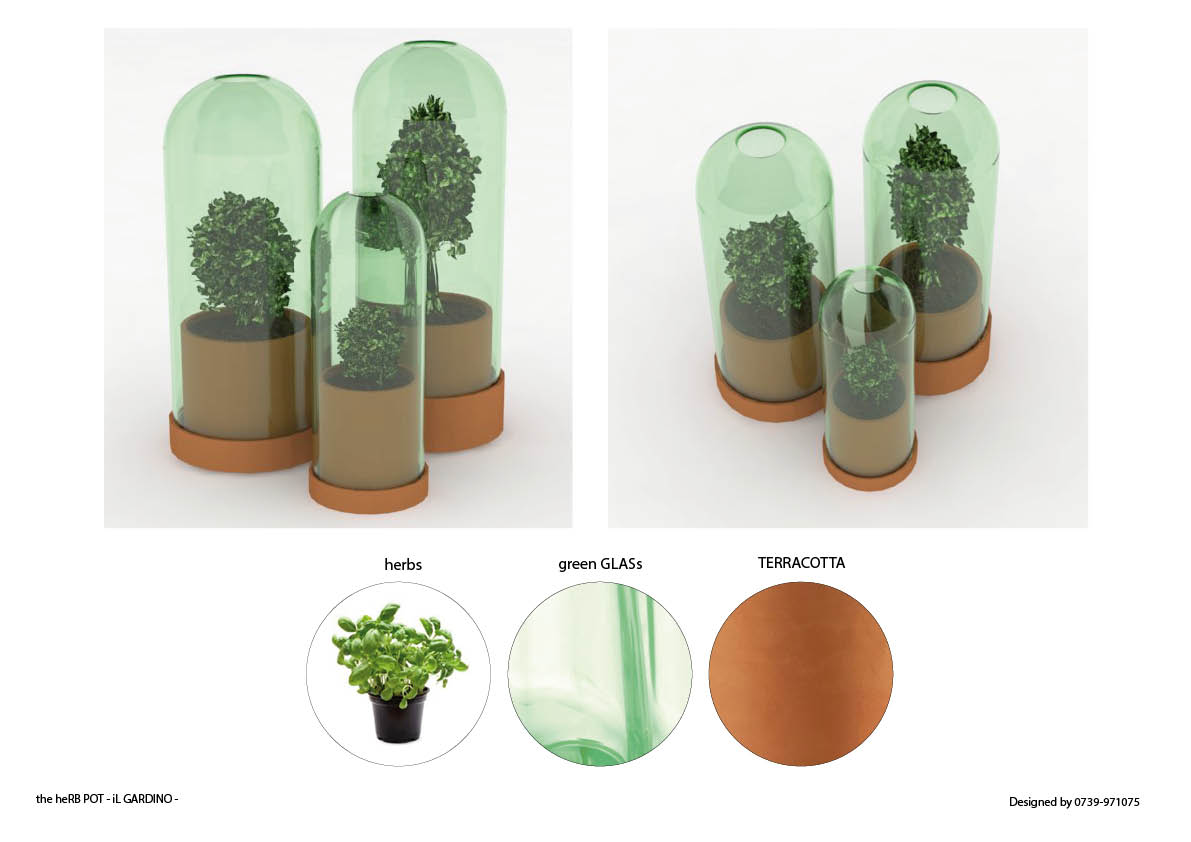 herbs
green GLASs
TERRACOTTA
the heRB POT - iL GARDINO -
Designed by 0739-971075